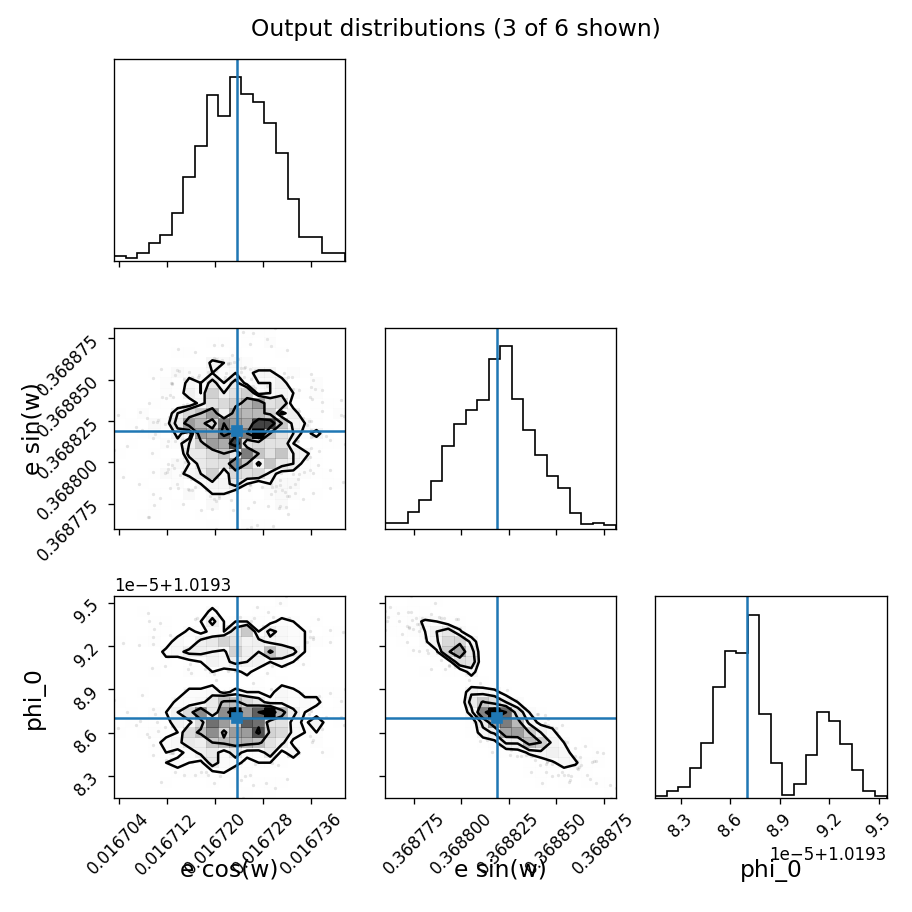 Output distributions (3 of 6 shown)
e sin(w)
0.368875
0.368850
0.368825
0.368800
0.368775
1e−5+1.0193
phi_0
9.5
9.2
8.9
8.6
8.3
0.016704 0.016712 0.016720 0.016728 0.016736
0.368775 0.368800 0.368825 0.368850 0.368875
8.3 8.6 8.9 9.2 9.5
1e−5+1.0193
e cos(w) e sin(w) phi_0